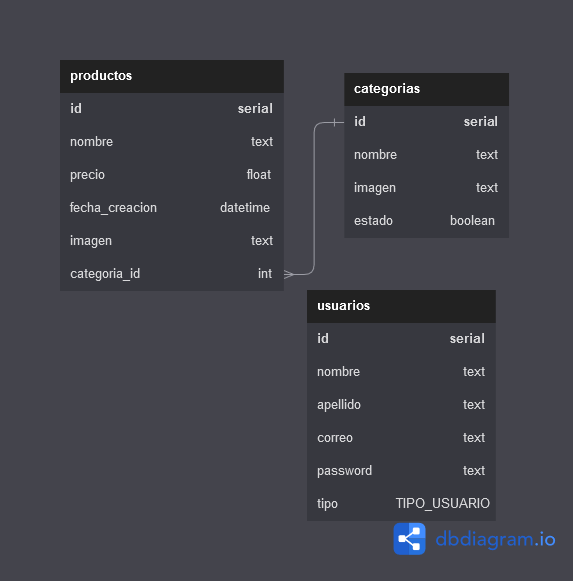 productos
id serial
nombre text
precio float
fecha_creacion datetime
imagen text
categoria_id int
categorias
id serial
nombre text
imagen text
estado boolean
usuarios
id serial
nombre text
apellido text
correo text
password text
tipo TIPO_USUARIO
dbdiagram.io